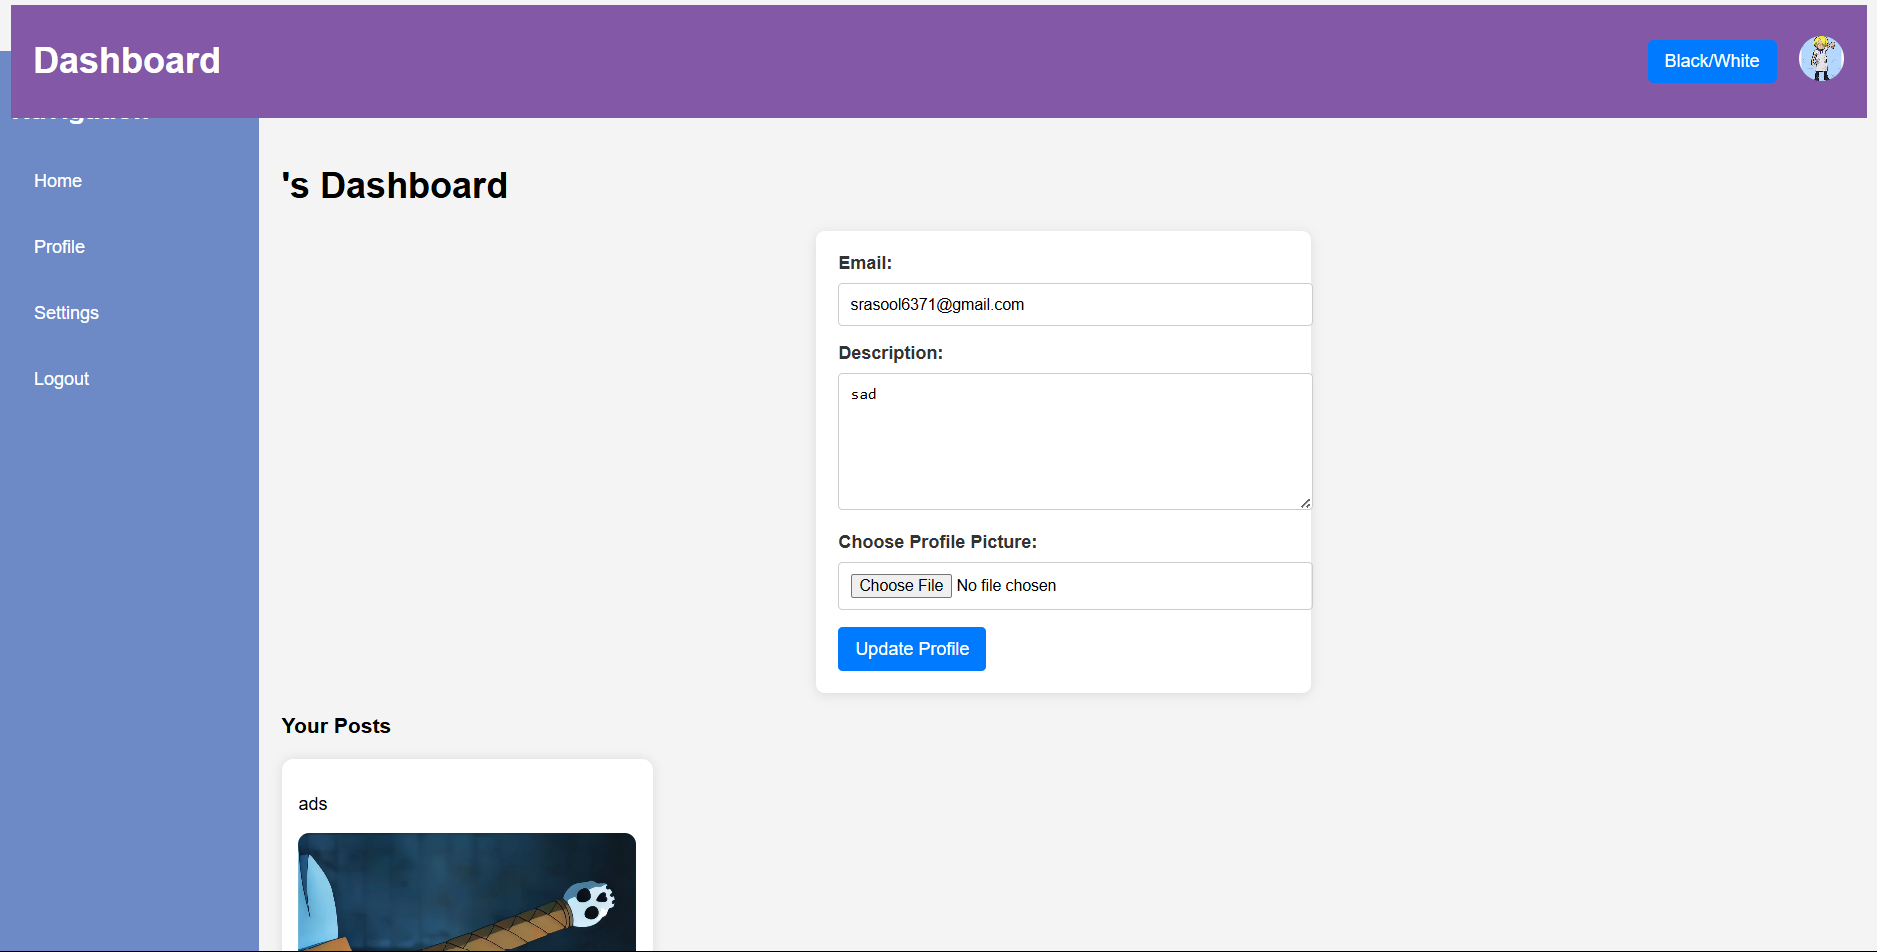 Dashboard
Black/White
Home
Profile
Settings
Logout
's Dashboard
Email:
srasool6371@gmail.com
Description:
sad
Choose Profile Picture:
Choose File No file chosen
Update Profile
Your Posts
ads